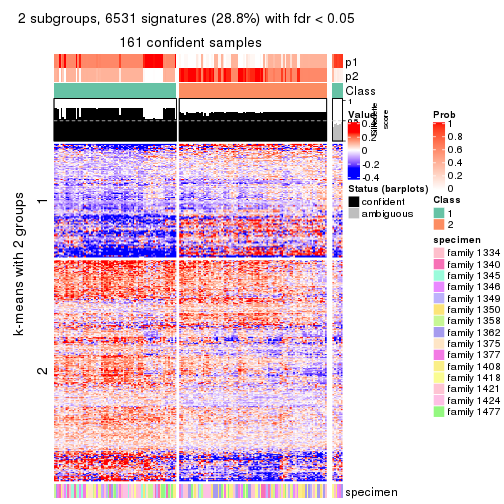 2 subgroups, 6531 signatures (28.8%) with fdr < 0.05
161 confident samples
p1
p2
Class
1
0.5
0
Silhouette
score
k-means with 2 groups
1
2
specimen
Value
0.4
0.2
0
-0.2
-0.4
Status (barplots)
confident
ambiguous
Prob
1
0.8
0.6
0.4
0.2
0
Class
1
2
specimen
family 1334
family 1340
family 1345
family 1346
family 1349
family 1350
family 1358
family 1362
family 1375
family 1377
family 1408
family 1418
family 1421
family 1424
family 1477